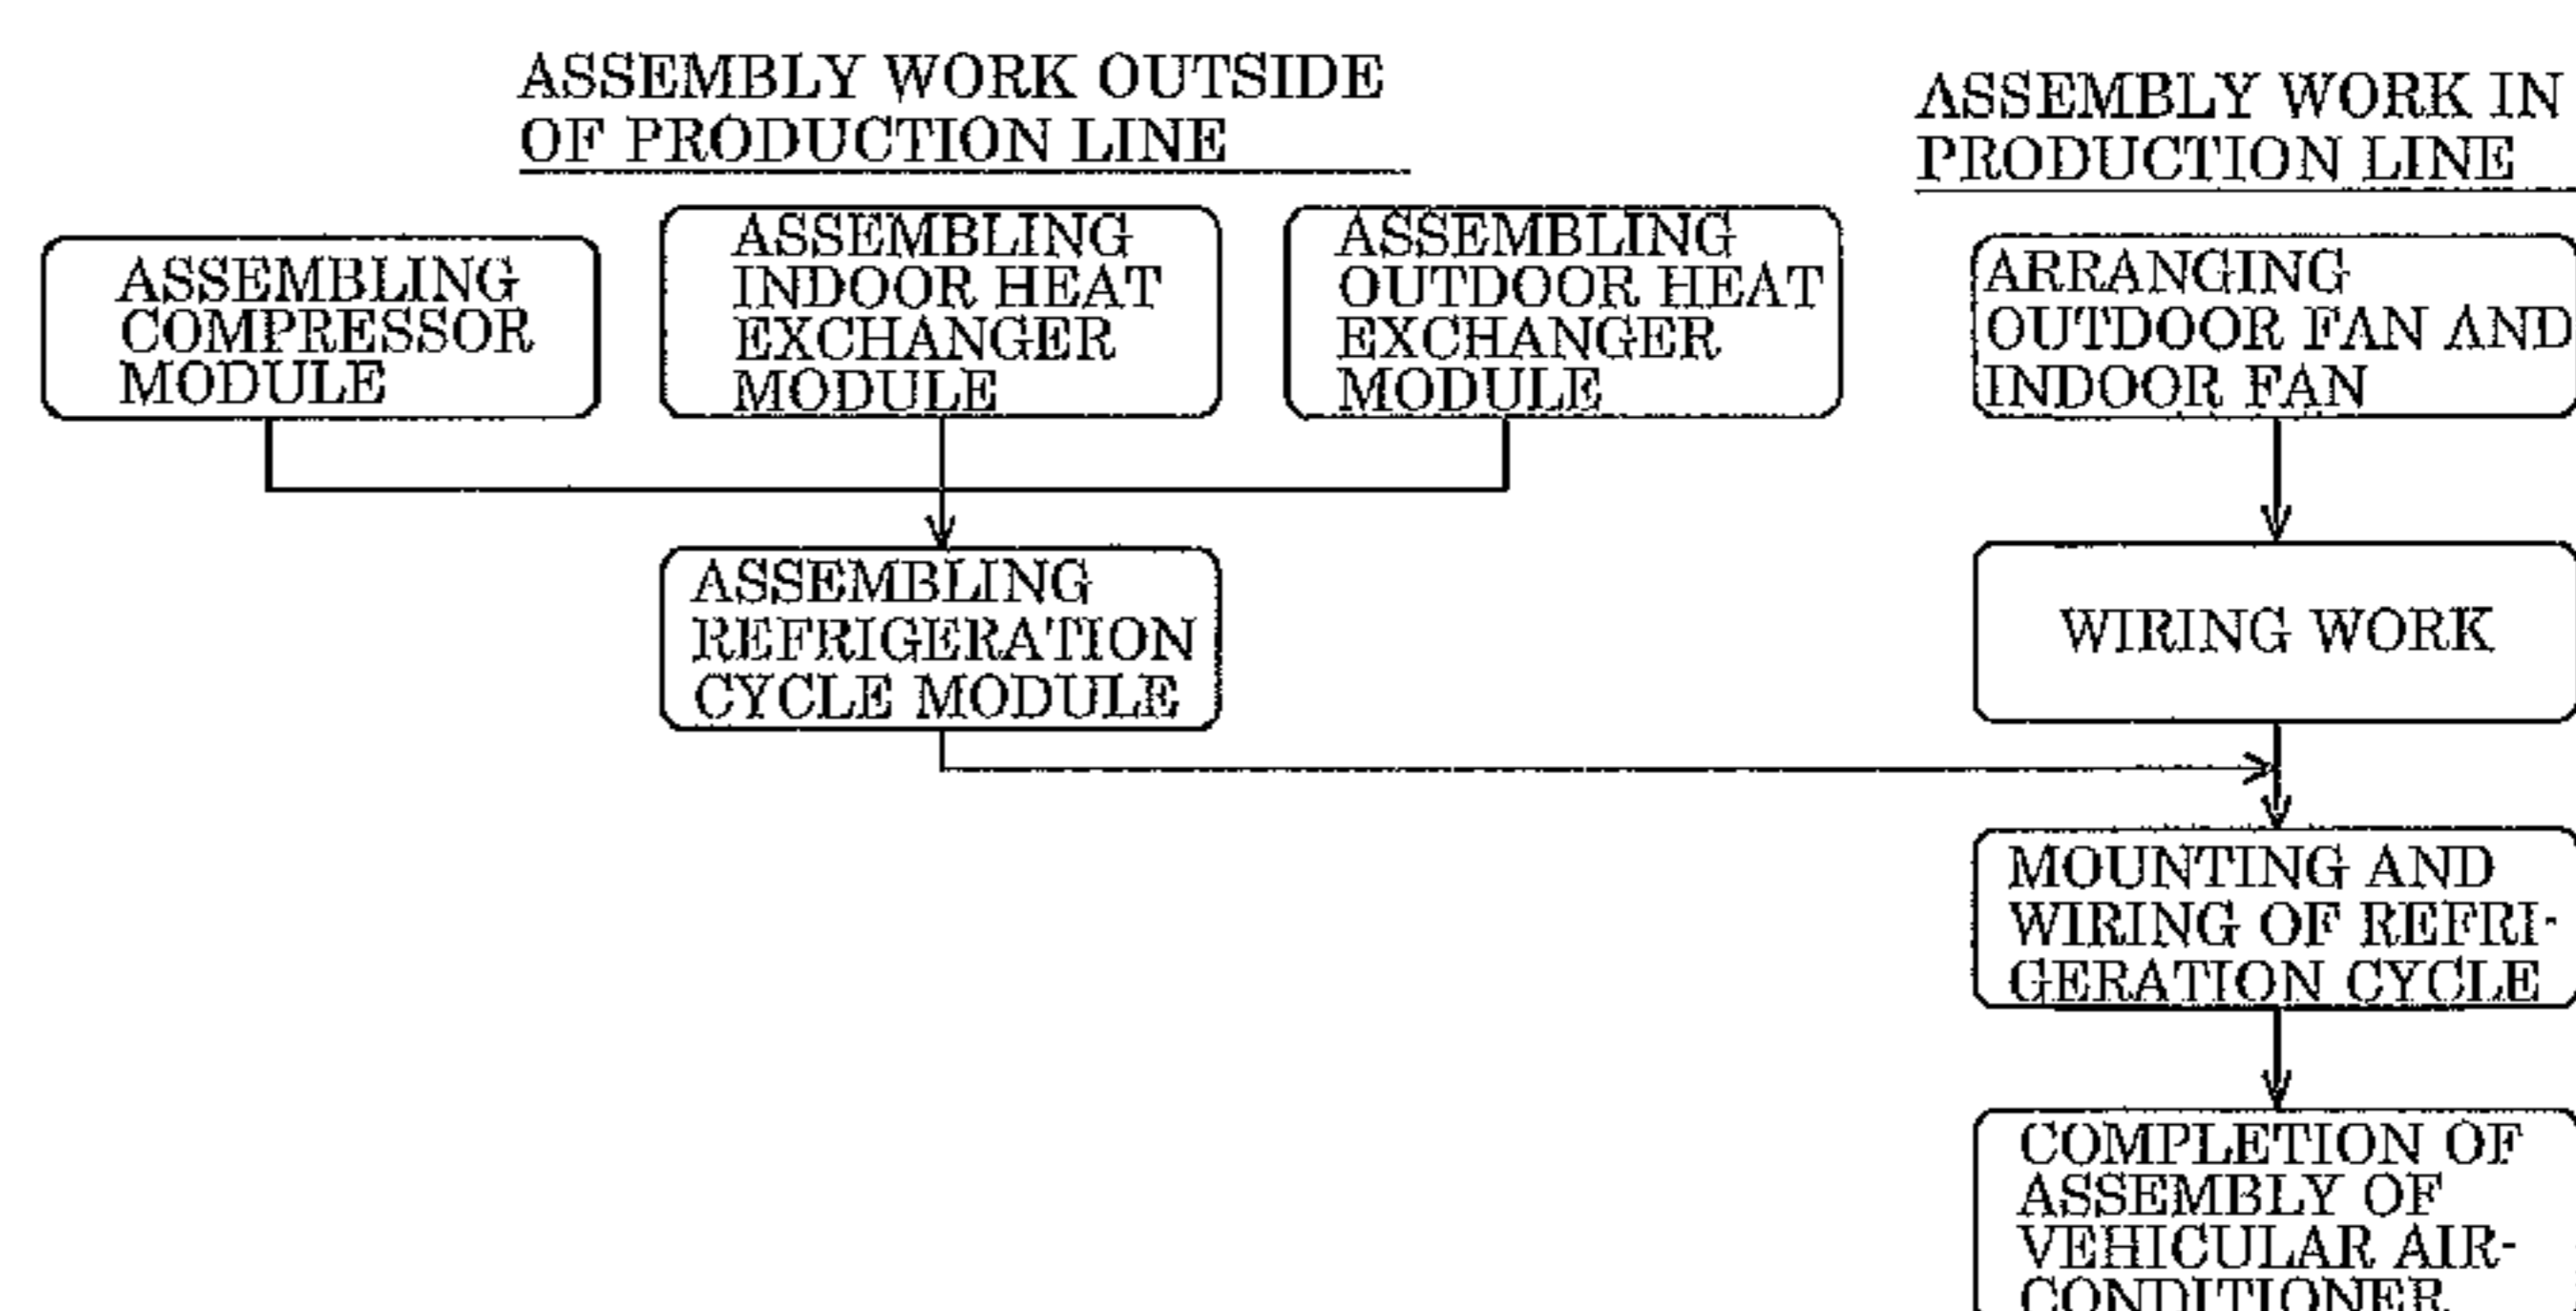 ASSEMBLY WORK OUTSIDE
OF PRODUCTION LINE
ASSEMBLY WORK IN
PRODUCTION LINE
ASSEMBLING
COMPRESSOR
MODULE
ASSEMBLING
INDOOR HEAT
EXCHANGER
MODULE
ASSEMBLING
OUTDOOR HEAT
EXCHANGER
MODULE
ARRANGING
OUTDOOR FAN AND
INDOOR FAN
ASSEMBLING
REFRIGERATION
CYCLE MODULE
WIRING WORK
MOUNTING AND
WIRING OF REFRI-
GERATION CYCLE
COMPLETION OF
ASSEMBLY OF
VEHICULAR AIR-
CONDITIONER